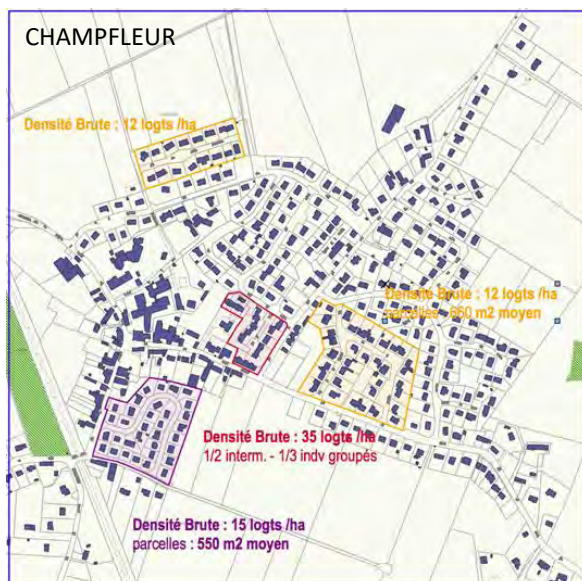 CHAMPFLEUR
Densité Brute : 12 logts /ha
Densité Brute : 12 logts /ha
parcelles : 660 m2 moyen
Densité Brute : 35 logts /ha
1/2 interm. - 1/3 indv groupés
Densité Brute : 15 logts /ha
parcelles : 550 m2 moyen